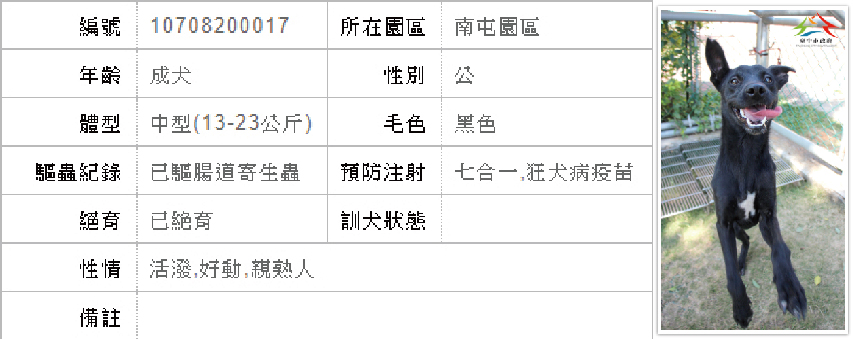 編號 10708200017 所在園區 南屯園區
年齡 成犬 性別 公
體型 中型(13-23公斤) 毛色 黑色
驅蟲紀錄 已驅腸道寄生蟲 預防注射 七合一,狂犬病疫苗
絕育 已絶育 訓犬狀態
性情 活潑,好動,親熟人
備註